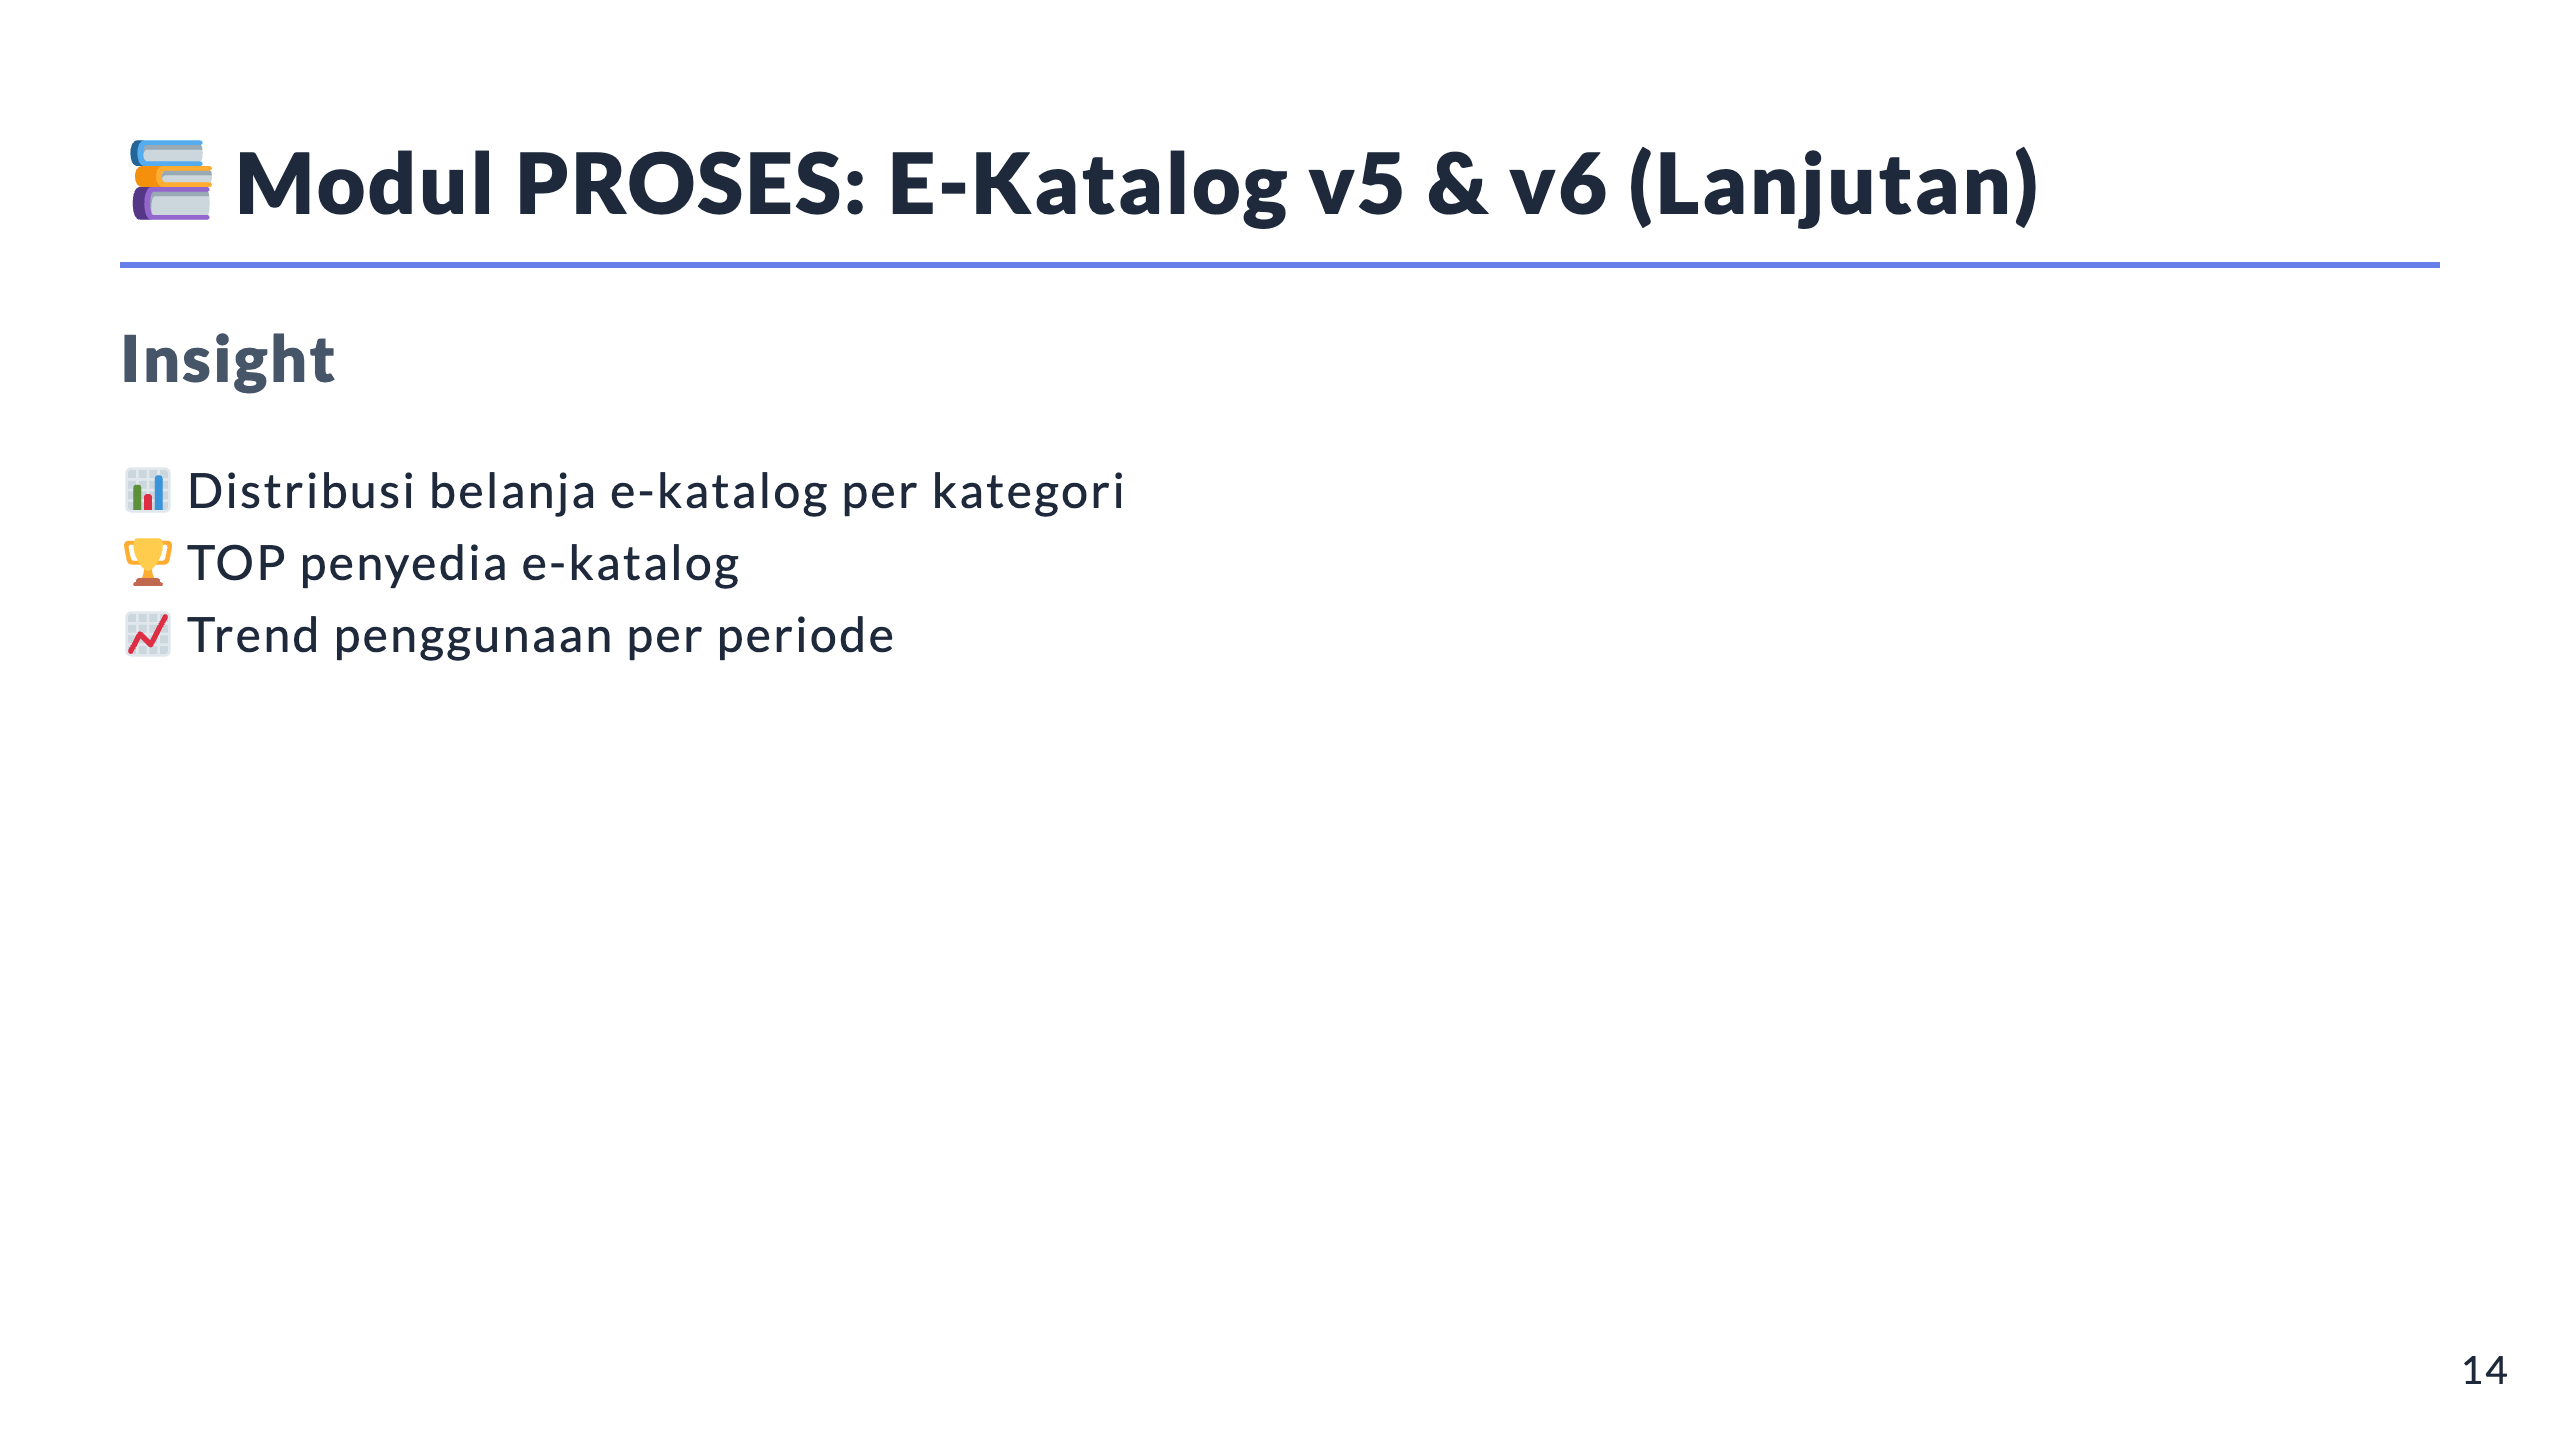 📚 Modul PROSES: E-Katalog v5 & v6 (Lanjutan)
Insight
📊 Distribusi belanja e-katalog per kategori
🏆 TOP penyedia e-katalog
📈 Trend penggunaan per periode
14